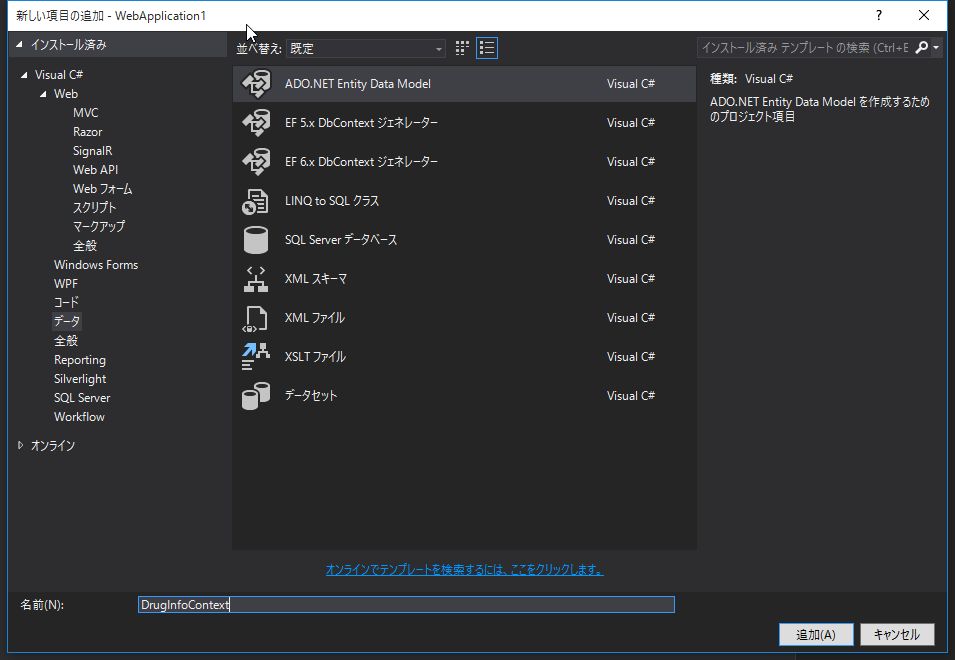 新しい項目の追加 - WebApplication1
?
インストール済み
並べ替え: 既定
インストール済み テンプレート の検索 (Ctrl+E
Visual C#
Web
MVC
Razor
SignalR
Web API
Web フォーム
スクリプト
マークアップ
全般
Windows Forms
WPF
コード
データ
全般
Reporting
Silverlight
SQL Server
Workflow
オンライン
ADO.NET Entity Data Model Visual C#
EF 5.x DbContext ジェネレーター Visual C#
EF 6.x DbContext ジェネレーター Visual C#
LINQ to SQL クラス Visual C#
SQL Server データベース Visual C#
XML スキーマ Visual C#
XML ファイル Visual C#
XSLT ファイル Visual C#
データセット Visual C#
種類: Visual C#
ADO.NET Entity Data Model を作成するため
のプロジェクト項目
オンラインでテンプレートを検索するには、ここをクリックします。
名前(N): DrugInfoContext
追加(A) キャンセル